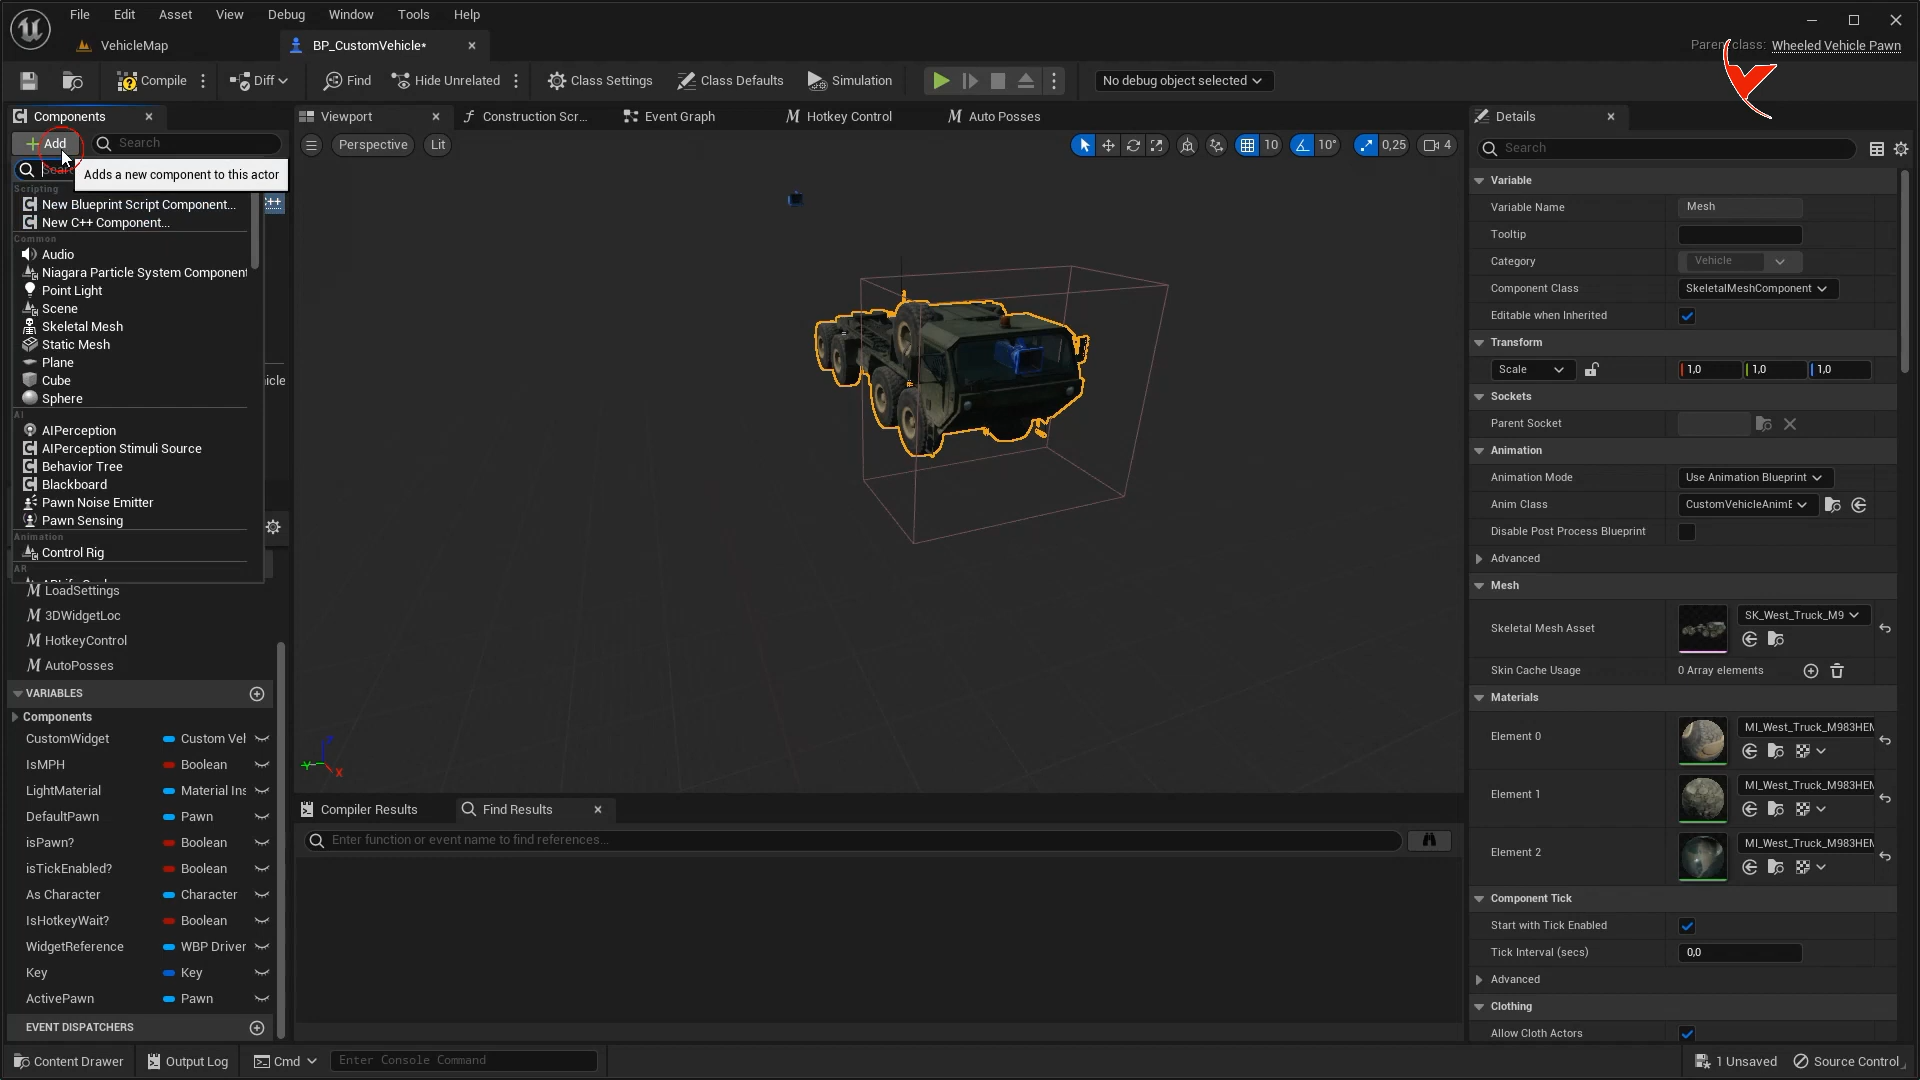 File Edit Asset View Debug Window Tools Help
VehicleMap BP_CustomVehicle*
Parent class: Wheeled Vehicle Pawn
Compile Diff Find Hide Unrelated Class Settings Class Defaults Simulation No debug object selected
Components Viewport Construction Scr... Event Graph Hotkey Control Auto Posses Details
Add Search
Perspective Lit 10 10° 0,25 4
Search
Adds a new component to this actor
Scripting
New Blueprint Script Component...
New C++ Component...
Common
Audio
Niagara Particle System Component
Point Light
Scene
Skeletal Mesh
Static Mesh
Plane
Cube
Sphere
AI
AIPerception
AIPerception Stimuli Source
Behavior Tree
Blackboard
Pawn Noise Emitter
Pawn Sensing
Animation
Control Rig
AR
LoadSettings
3DWidgetLoc
HotkeyControl
AutoPosses
VARIABLES
Components
CustomWidget Custom Vel
IsMPH Boolean
LightMaterial Material Ins
DefaultPawn Pawn
isPawn? Boolean
isTickEnabled? Boolean
As Character Character
IsHotkeyWait? Boolean
WidgetReference WBP Driver
Key Key
ActivePawn Pawn
EVENT DISPATCHERS
Compiler Results Find Results
Enter function or event name to find references...
Variable
Variable Name Mesh
Tooltip
Category Vehicle
Component Class SkeletalMeshComponent
Editable when Inherited
Transform
Scale 1,0 1,0 1,0
Sockets
Parent Socket
Animation
Animation Mode Use Animation Blueprint
Anim Class CustomVehicleAnimE
Disable Post Process Blueprint
Advanced
Mesh
Skeletal Mesh Asset SK_West_Truck_M9
Skin Cache Usage 0 Array elements
Materials
Element 0 MI_West_Truck_M983HEM
Element 1 MI_West_Truck_M983HEM
Element 2 MI_West_Truck_M983HEM
Component Tick
Start with Tick Enabled
Tick Interval (secs) 0,0
Advanced
Clothing
Allow Cloth Actors
Content Drawer Output Log Cmd Enter Console Command 1 Unsaved Source Control